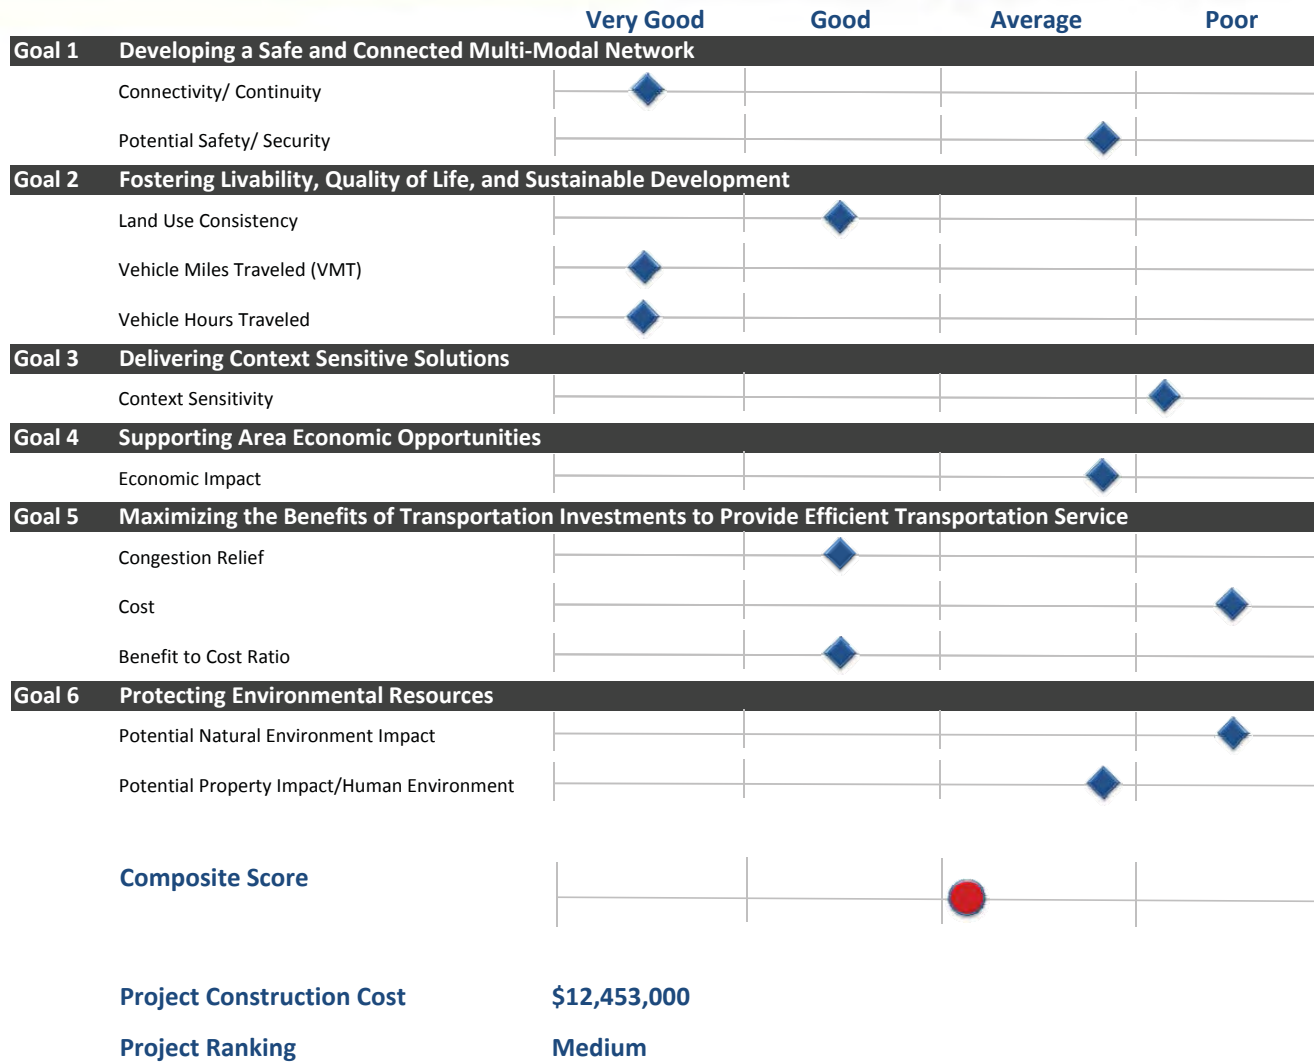 Very Good Good Average Poor
Goal 1 Developing a Safe and Connected Multi-Modal Network
Connectivity/ Continuity
Potential Safety/ Security
Goal 2 Fostering Livability, Quality of Life, and Sustainable Development
Land Use Consistency
Vehicle Miles Traveled (VMT)
Vehicle Hours Traveled
Goal 3 Delivering Context Sensitive Solutions
Context Sensitivity
Goal 4 Supporting Area Economic Opportunities
Economic Impact
Goal 5 Maximizing the Benefits of Transportation Investments to Provide Efficient Transportation Service
Congestion Relief
Cost
Benefit to Cost Ratio
Goal 6 Protecting Environmental Resources
Potential Natural Environment Impact
Potential Property Impact/Human Environment
Composite Score
Project Construction Cost $12,453,000
Project Ranking Medium